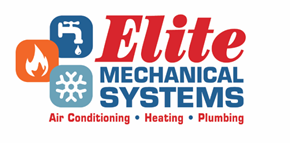 Elite
MECHANICAL
SYSTEMS
Air Conditioning • Heating • Plumbing